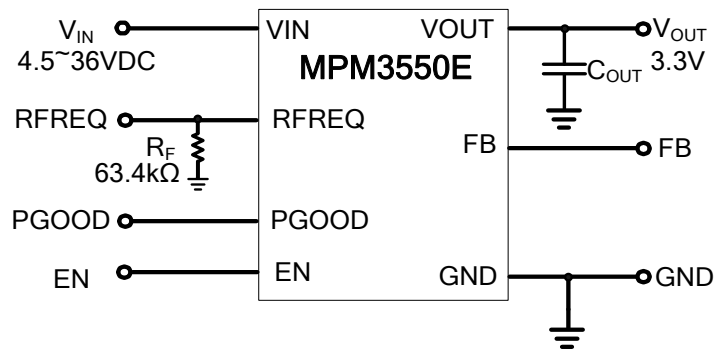 VIN
4.5~36VDC
VIN
VOUT
VOUT
3.3V
MPM3550E
COUT
RFREQ
RFREQ
RF
63.4kΩ
FB
FB
PGOOD
PGOOD
EN
EN
GND
GND